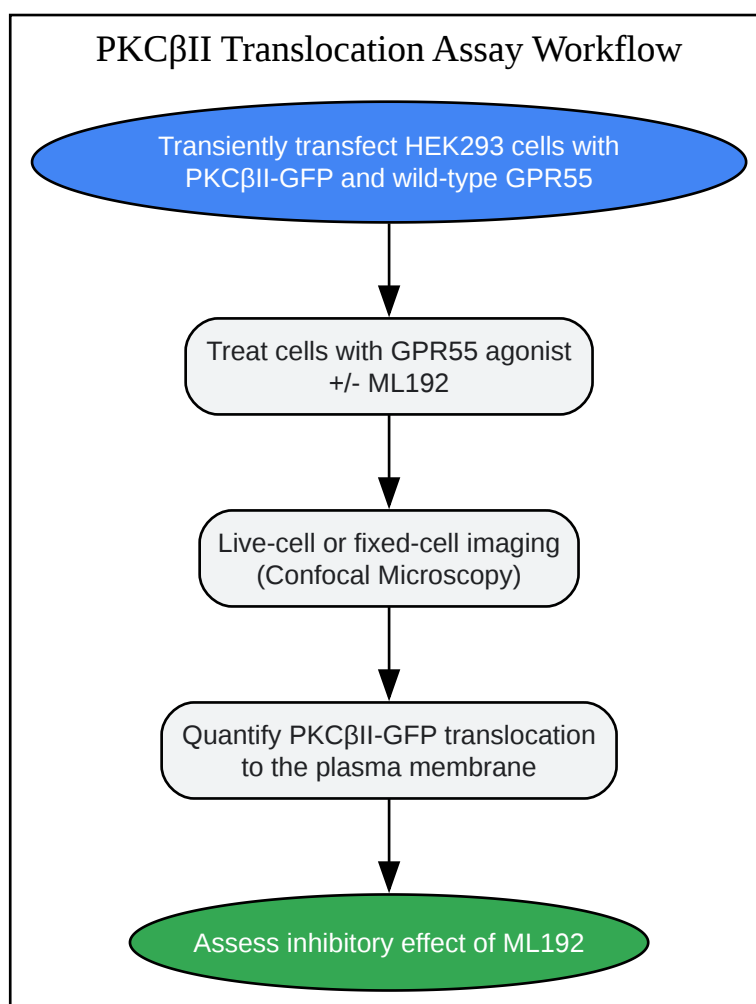 PKCβII Translocation Assay Workflow
Transiently transfect HEK293 cells with
PKCβII-GFP and wild-type GPR55
Treat cells with GPR55 agonist
+/- ML192
Live-cell or fixed-cell imaging
(Confocal Microscopy)
Quantify PKCβII-GFP translocation
to the plasma membrane
Assess inhibitory effect of ML192